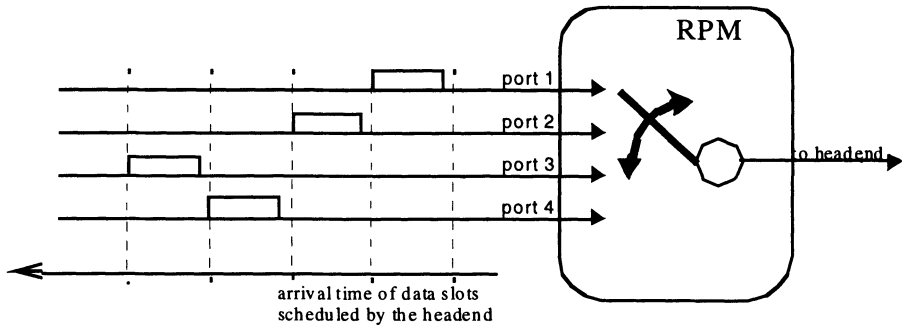 RPM
port 1
port 2
port 3
port 4
to headend
arrival time of data slots
scheduled by the headend